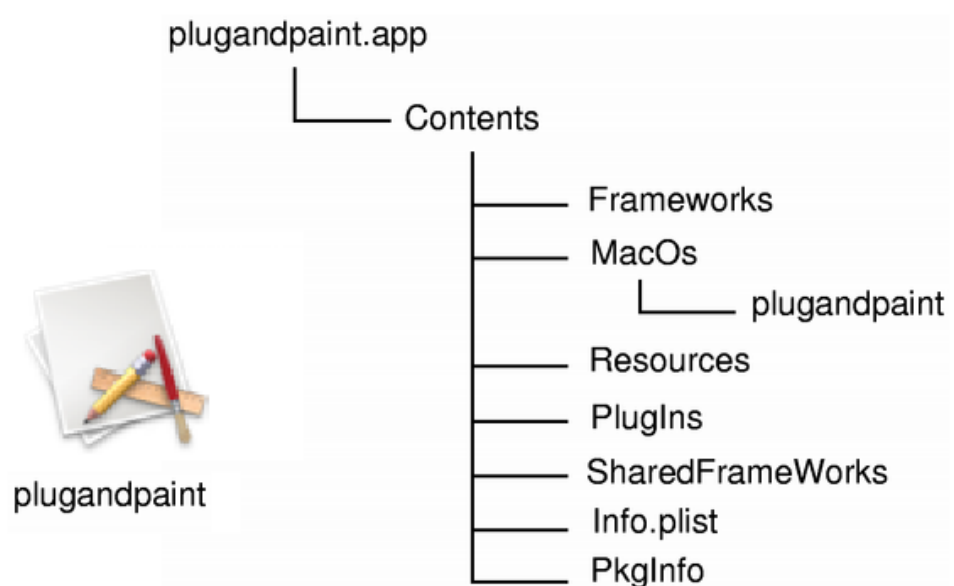 plugandpaint.app
Contents
Frameworks
MacOs
plugandpaint
Resources
PlugIns
SharedFrameWorks
Info.plist
PkgInfo
plugandpaint